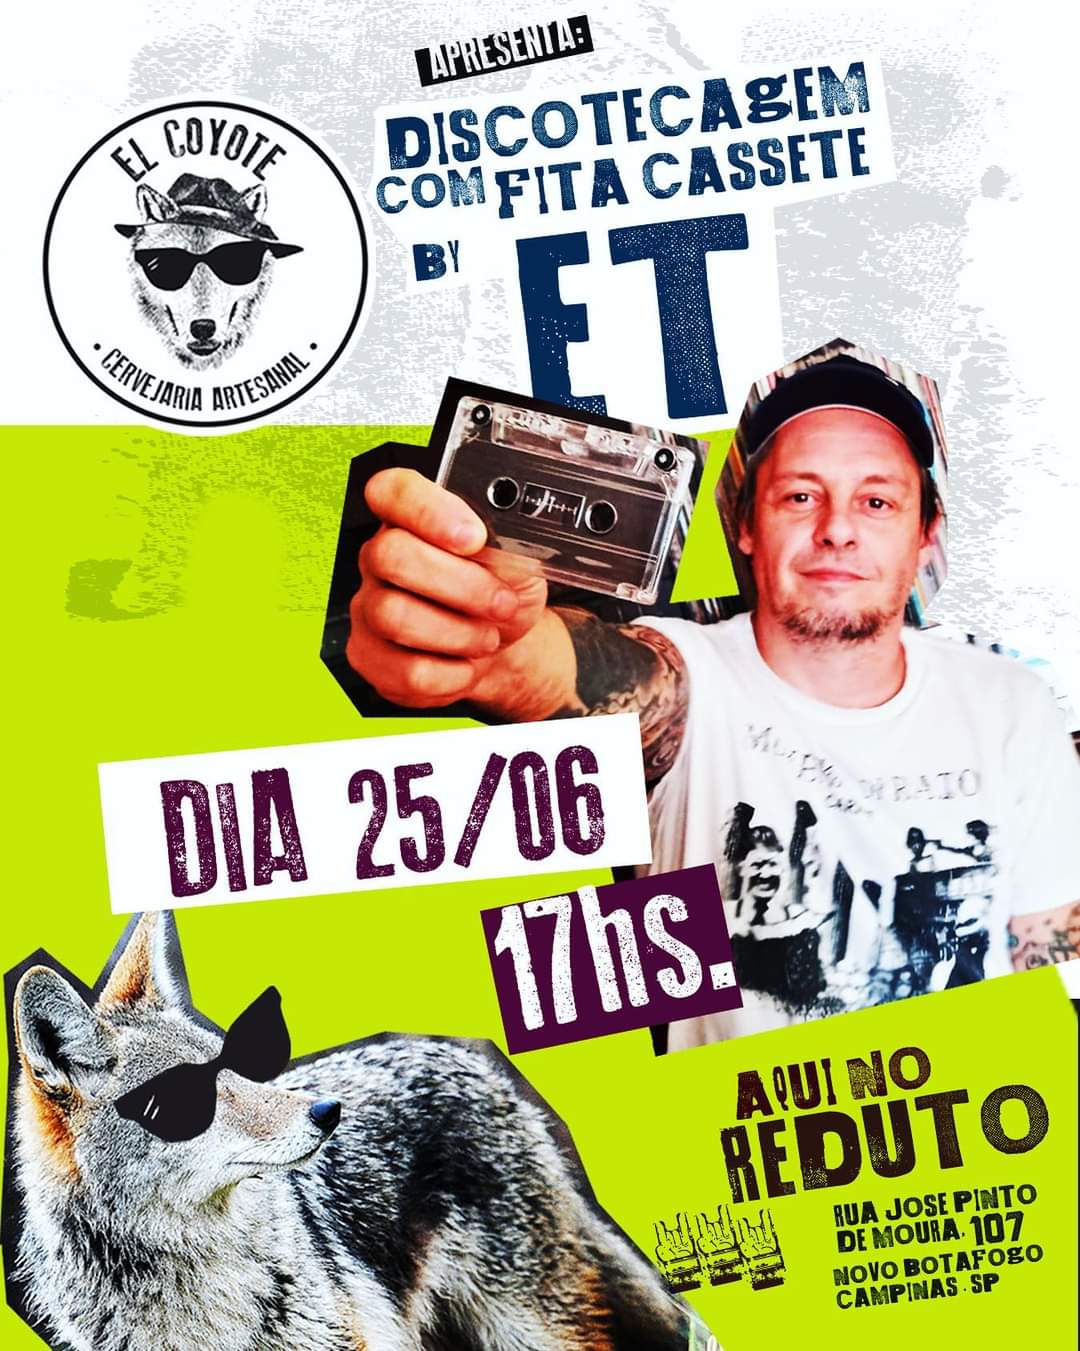 APRESENTA:
EL COYOTE
CERVEJARIA ARTESANAL
DISCOTECAgEM
COM FITA CASSETE
BY ET
DIA 25/06
17hs.
AQUI NO
REDUTO
RUA JOSE PINTO
DE MOURA, 107
NOVO BOTAFOGO
CAMPINAS . SP